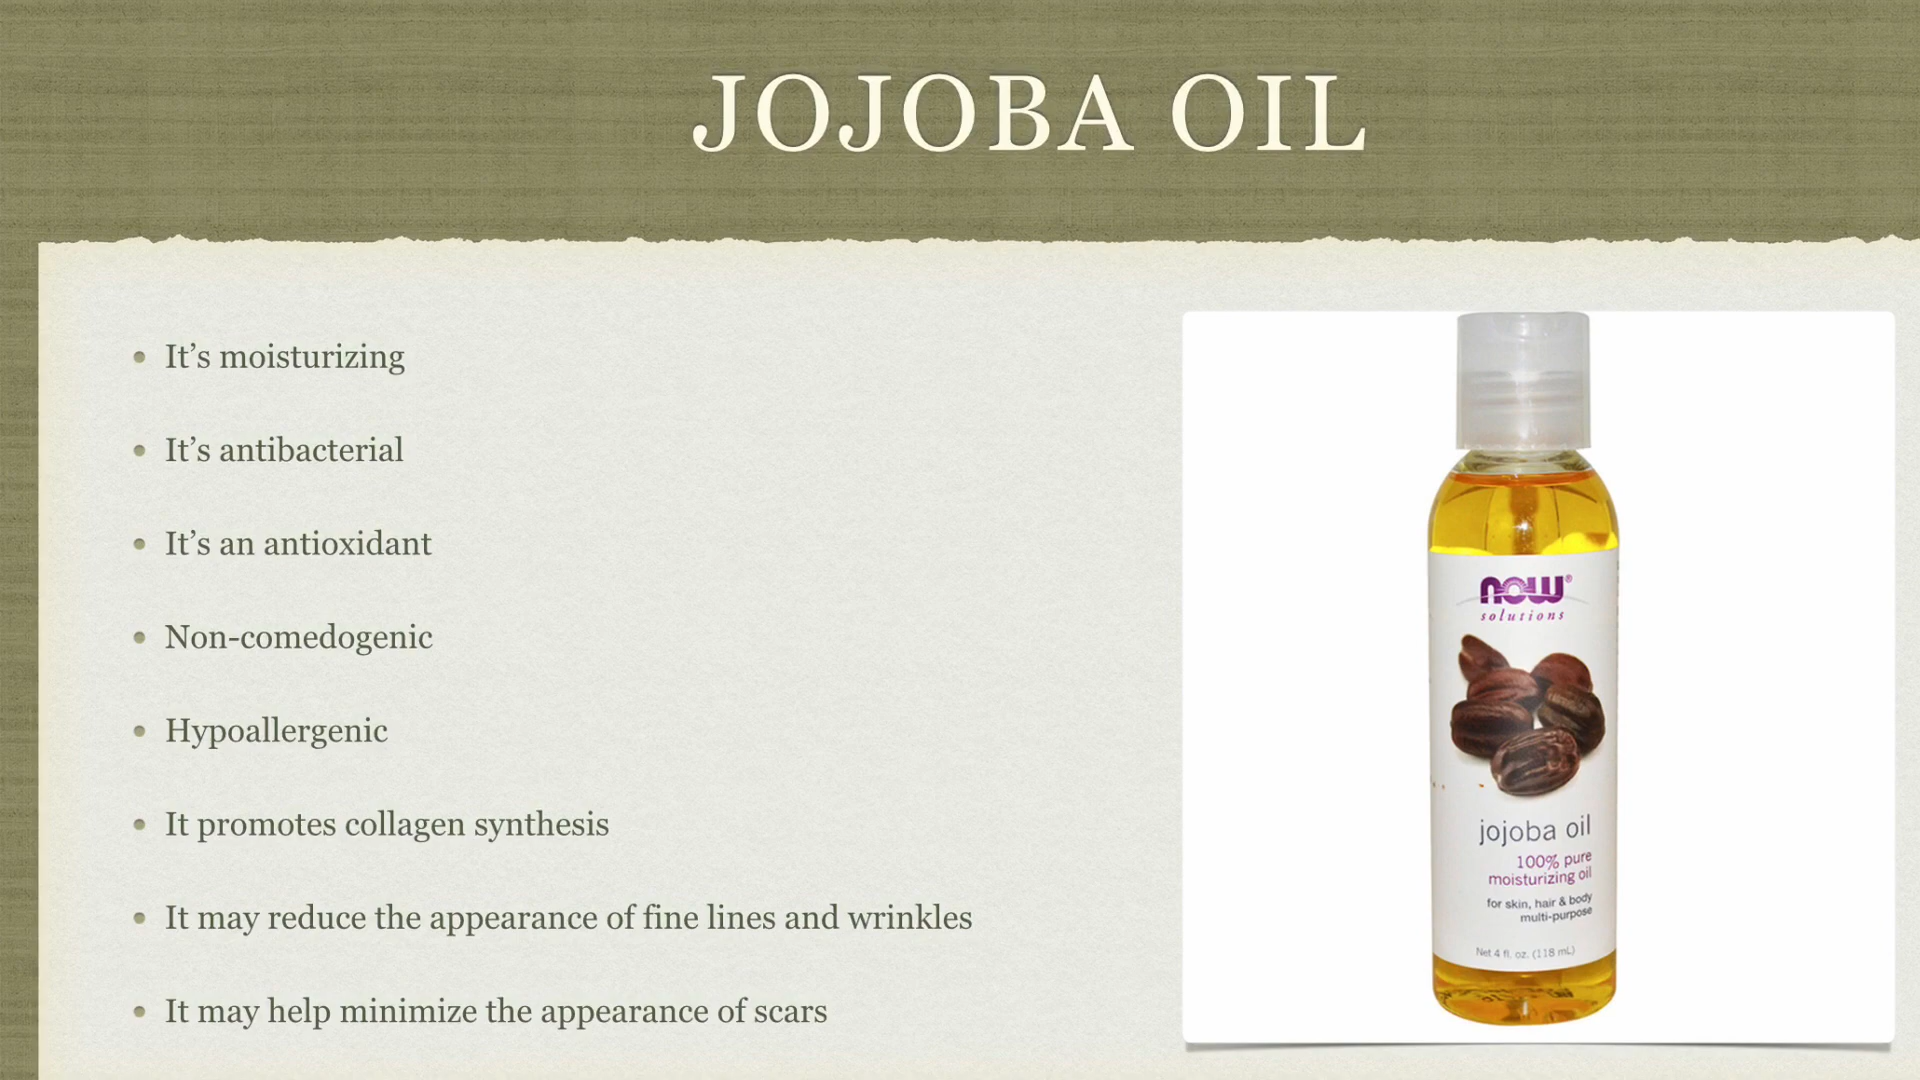 JOJOBA OIL
• It’s moisturizing
• It’s antibacterial
• It’s an antioxidant
• Non-comedogenic
• Hypoallergenic
• It promotes collagen synthesis
• It may reduce the appearance of fine lines and wrinkles
• It may help minimize the appearance of scars
now®
solutions
jojoba oil
100% pure
moisturizing oil
for skin, hair & body
multi-purpose
Net 4 fl. oz. (118 mL)